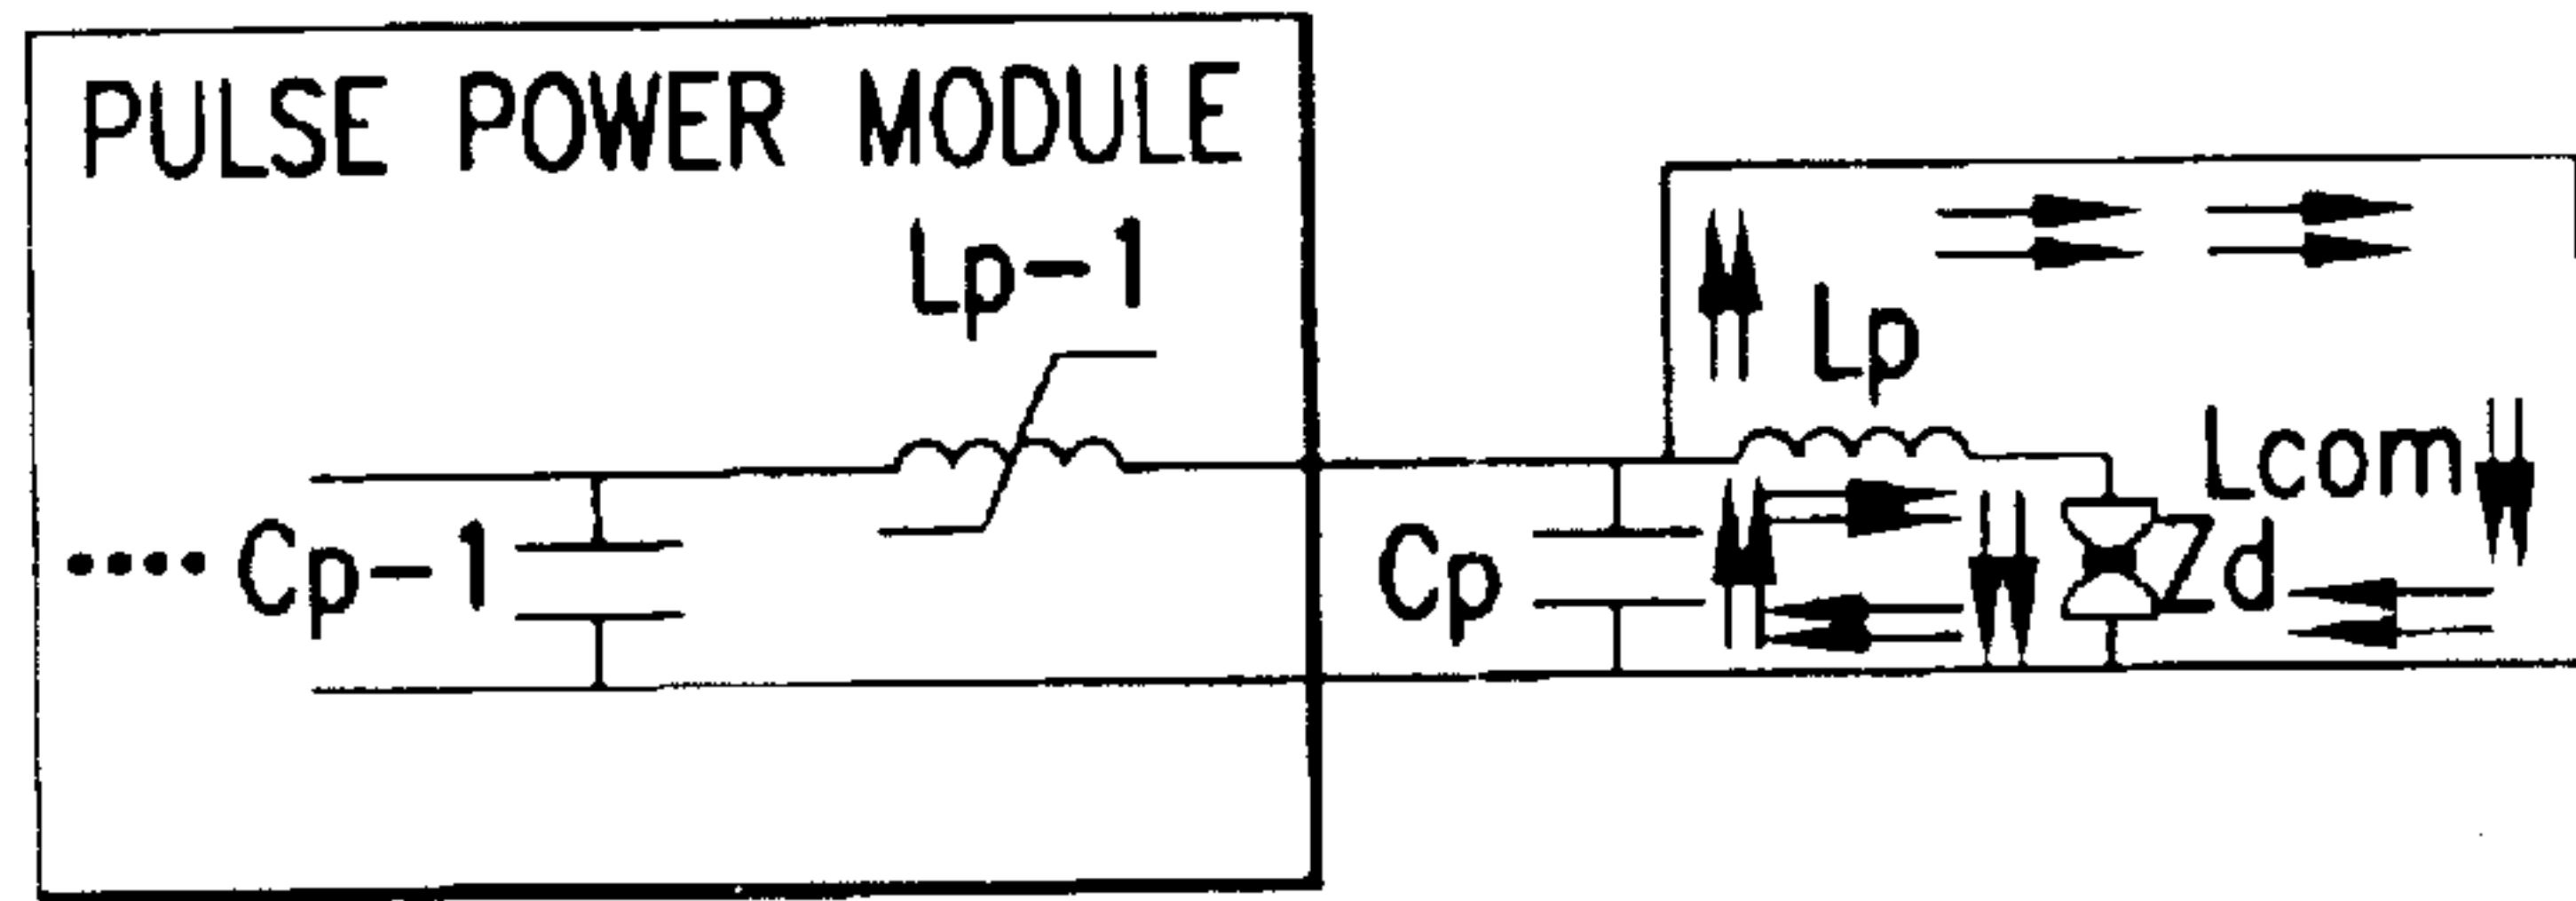 PULSE POWER MODULE
Lp-1
Lp
Lcom
•••• Cp-1
Cp
Zd